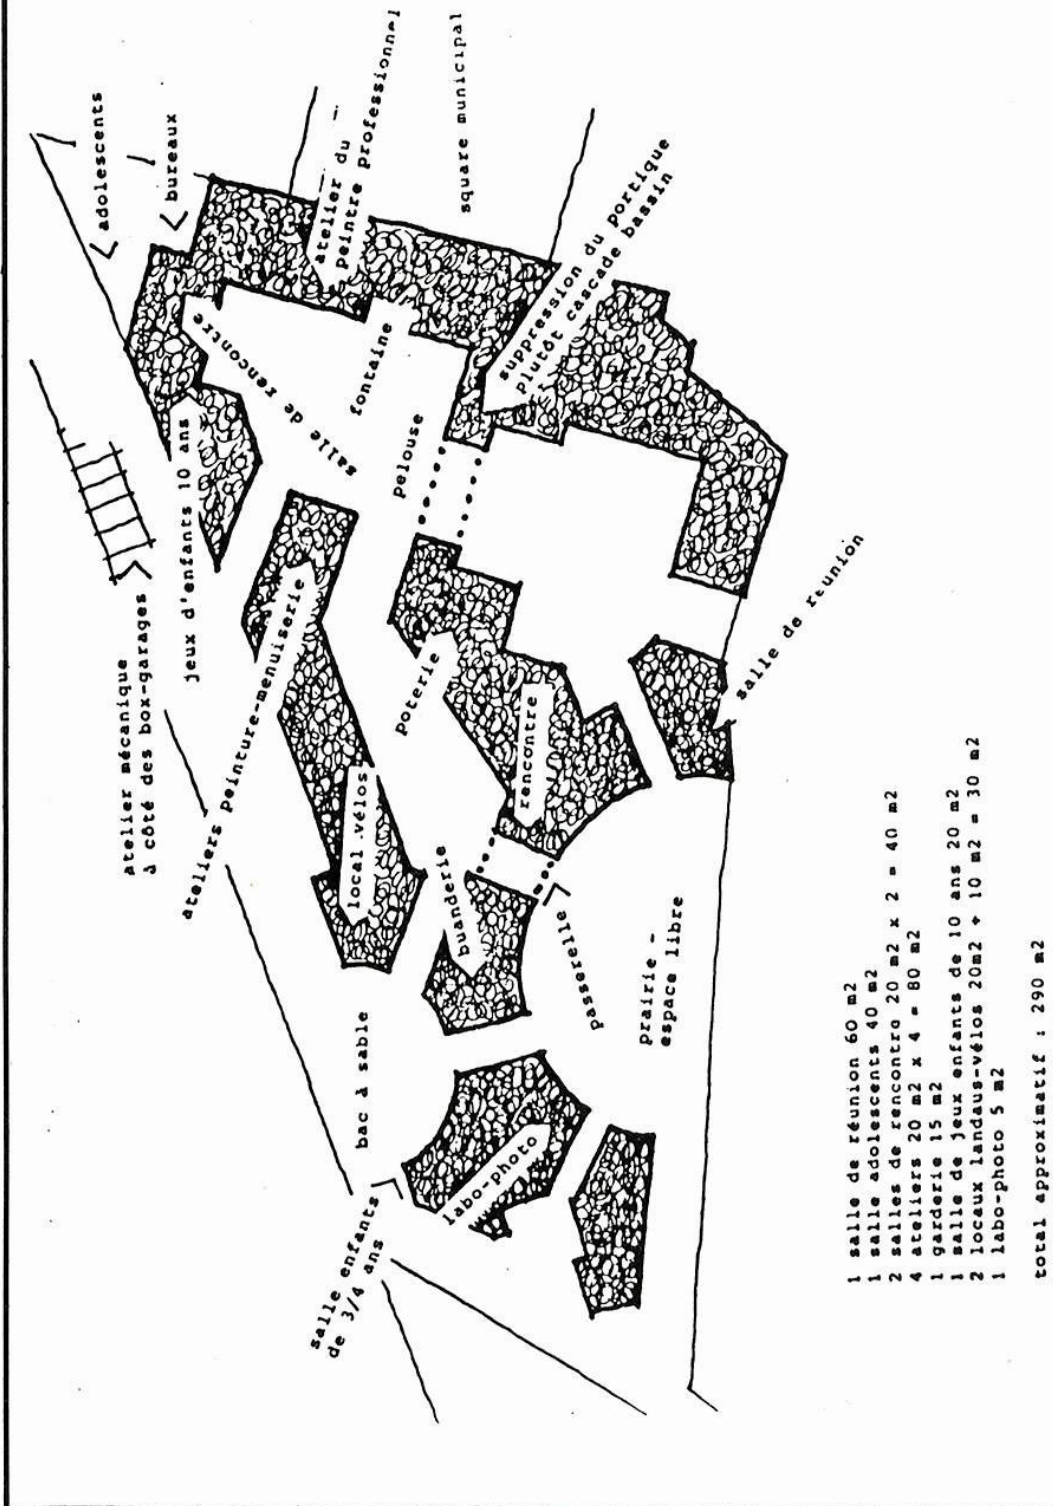 adolescents
bureaux
atelier du
peintre professionnel
square municipal
suppression du portique
plutôt cascade bassin
salle de rencontre
fontaine
pelouse
jeux d'enfants 10 ans
atelier mécanique
à côté des box-garages
ateliers peinture-menuiserie
poterie
rencontre
salle de réunion
local vélos
buanderie
passerelle
prairie -
espace libre
bac à sable
salle enfants
de 3/4 ans
labo-photo
1 salle de réunion 60 m2
1 salle adolescents 40 m2
2 salles de rencontro 20 m2 x 2 = 40 m2
4 ateliers 20 m2 x 4 = 80 m2
1 garderie 15 m2
1 salle de jeux enfants de 10 ans 20 m2
2 locaux landaus-vélos 20m2 + 10 m2 = 30 m2
1 labo-photo 5 m2
total approximatif : 290 m2